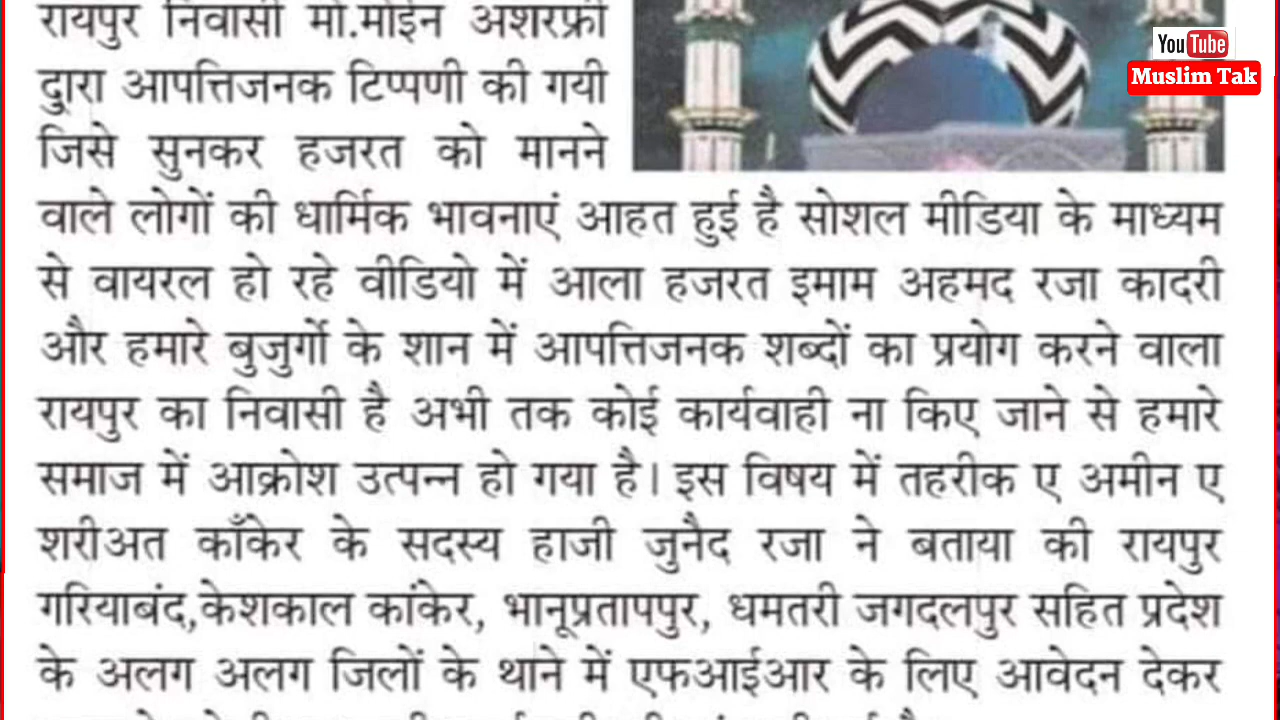 रायपुर निवासी मो.मोईन अशरफी
द्वारा आपत्तिजनक टिप्पणी की गयी
जिसे सुनकर हजरत को मानने
वाले लोगों की धार्मिक भावनाएं आहत हुई है सोशल मीडिया के माध्यम
से वायरल हो रहे वीडियो में आला हजरत इमाम अहमद रजा कादरी
और हमारे बुजुर्गो के शान में आपत्तिजनक शब्दों का प्रयोग करने वाला
रायपुर का निवासी है अभी तक कोई कार्यवाही ना किए जाने से हमारे
समाज में आक्रोश उत्पन्न हो गया है। इस विषय में तहरीक ए अमीन ए
शरीअत काँकेर के सदस्य हाजी जुनैद रजा ने बताया की रायपुर
गरियाबंद,केशकाल कांकेर, भानूप्रतापपुर, धमतरी जगदलपुर सहित प्रदेश
के अलग अलग जिलों के थाने में एफआईआर के लिए आवेदन देकर
YouTube
Muslim Tak